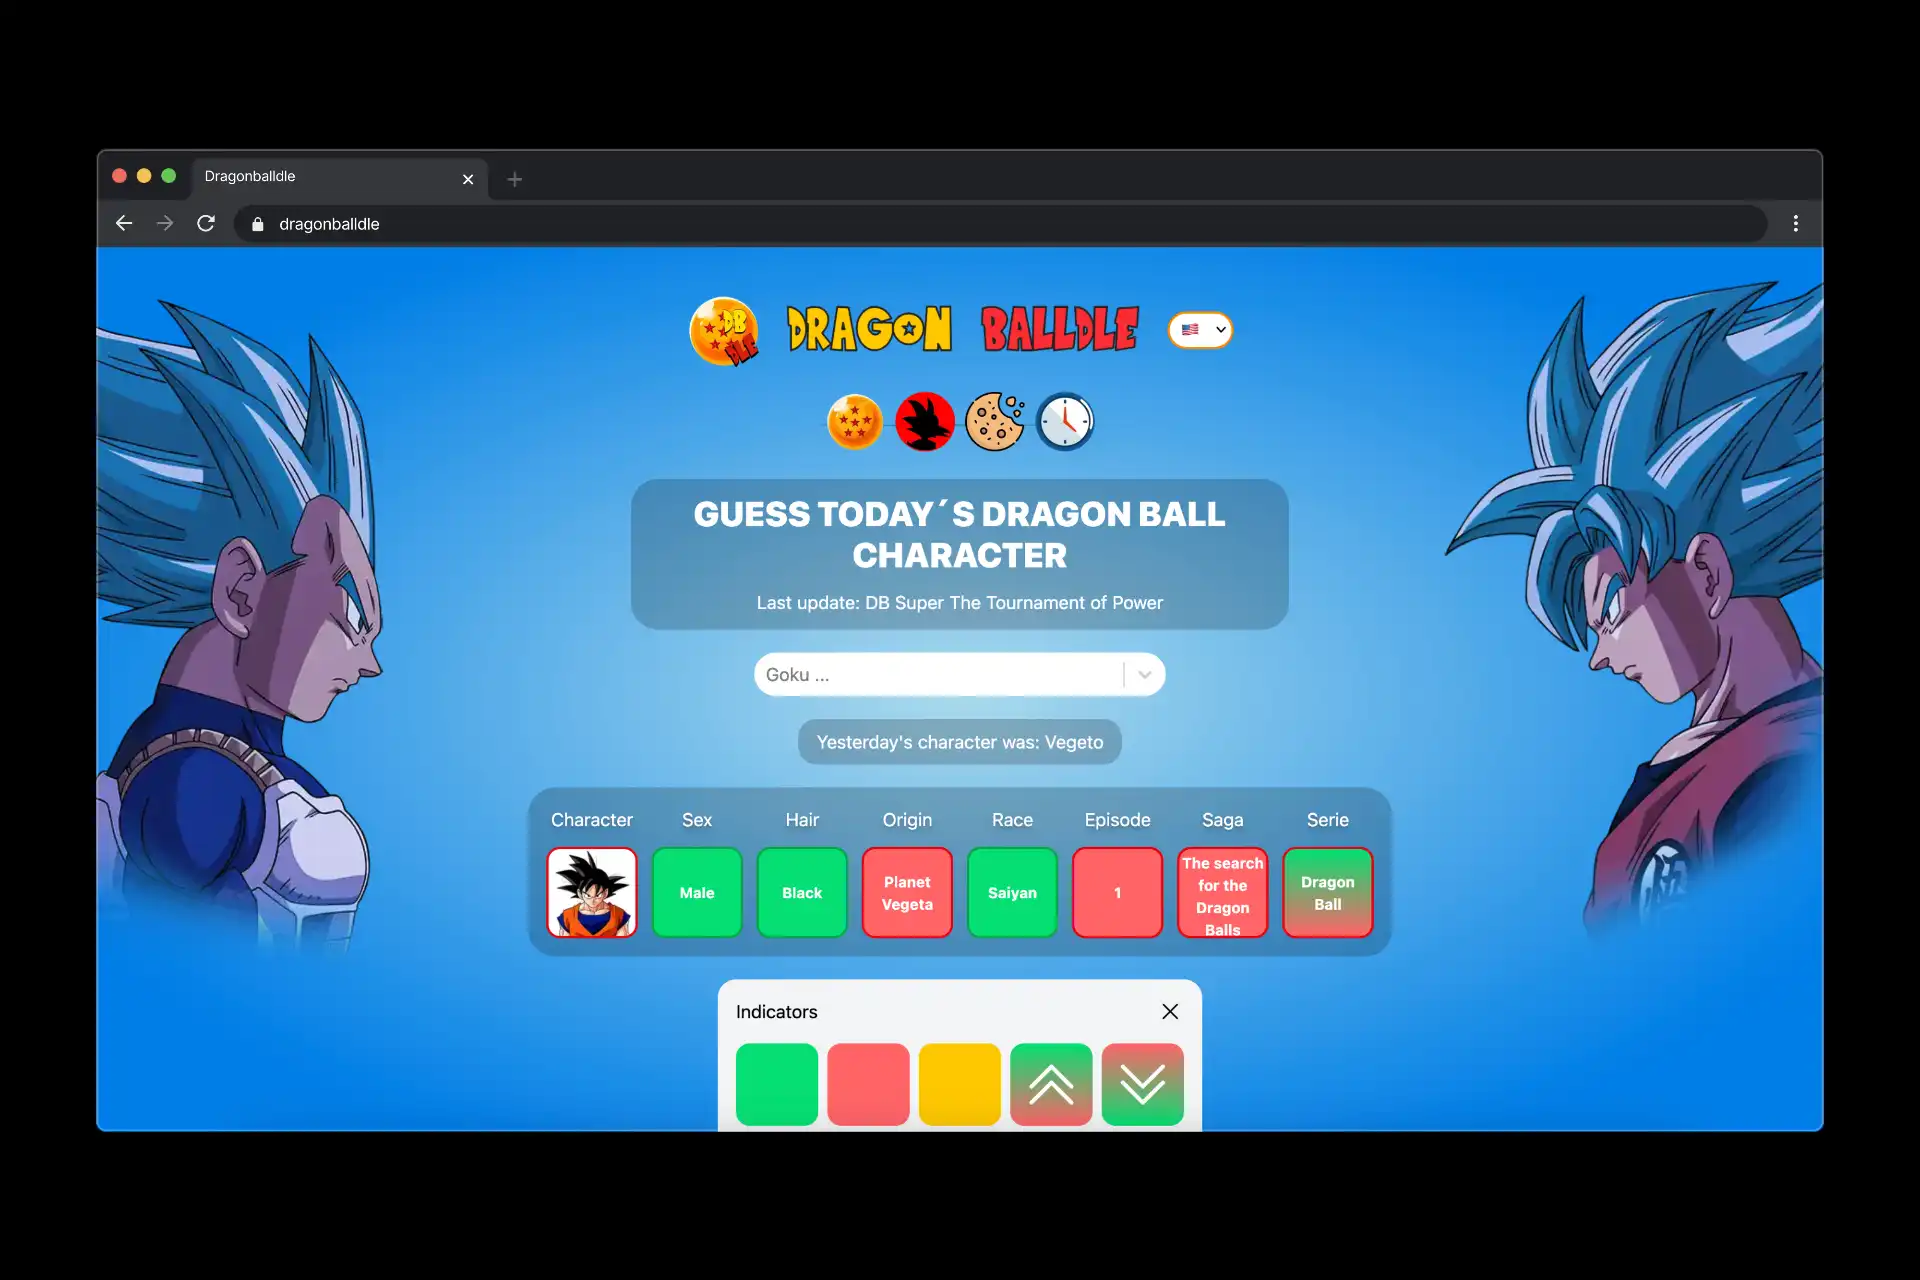 Dragonballdle
dragonballdle
DB
DLE
DRAGON BALLDLE
GUESS TODAY´S DRAGON BALL
CHARACTER
Last update: DB Super The Tournament of Power
Goku ...
Yesterday's character was: Vegeto
Character Sex Hair Origin Race Episode Saga Serie
Male
Black
Planet
Vegeta
Saiyan
1
The search
for the
Dragon
Balls
Dragon
Ball
Indicators